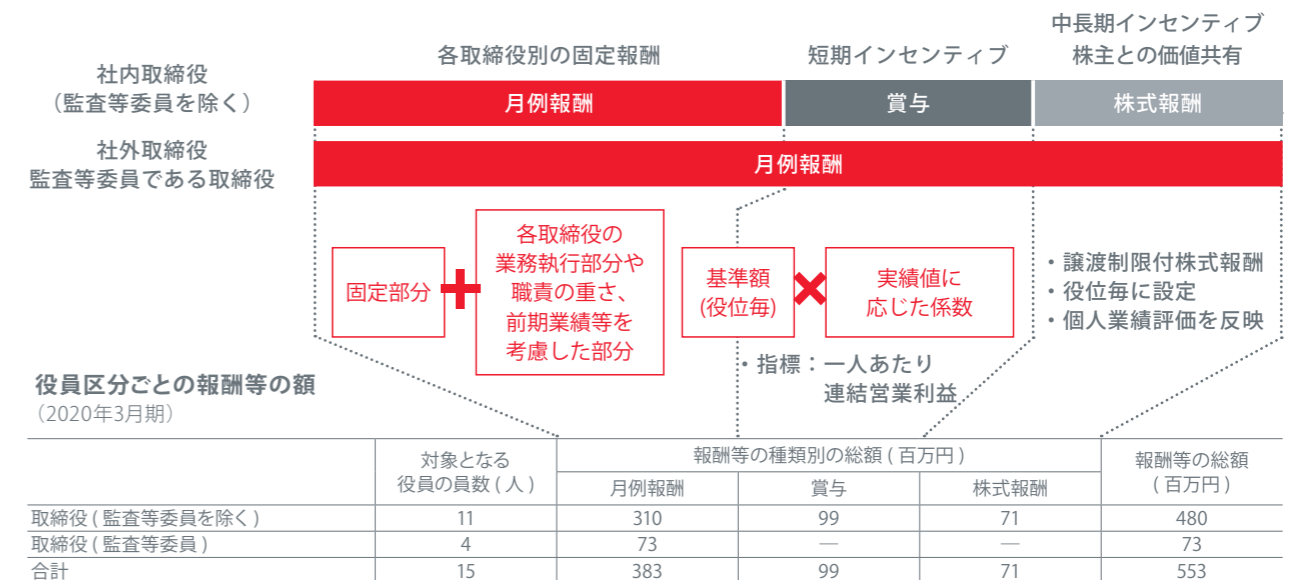 社内取締役
（監査等委員を除く）
各取締役別の固定報酬
短期インセンティブ
中長期インセンティブ
株主との価値共有
月例報酬
賞与
株式報酬
社外取締役
監査等委員である取締役
月例報酬
固定部分
+
各取締役の
業務執行部分や
職責の重さ、
前期業績等を
考慮した部分
基準額
(役位毎)
×
実績値に
応じた係数
・指標：一人あたり
連結営業利益
・譲渡制限付株式報酬
・役位毎に設定
・個人業績評価を反映
役員区分ごとの報酬等の額
（2020年3月期）
対象となる
役員の員数 ( 人 )
報酬等の種類別の総額 ( 百万円 )
報酬等の総額
( 百万円 )
月例報酬 賞与 株式報酬
取締役 ( 監査等委員を除く ) 11 310 99 71 480
取締役 ( 監査等委員 ) 4 73 — — 73
合計 15 383 99 71 553